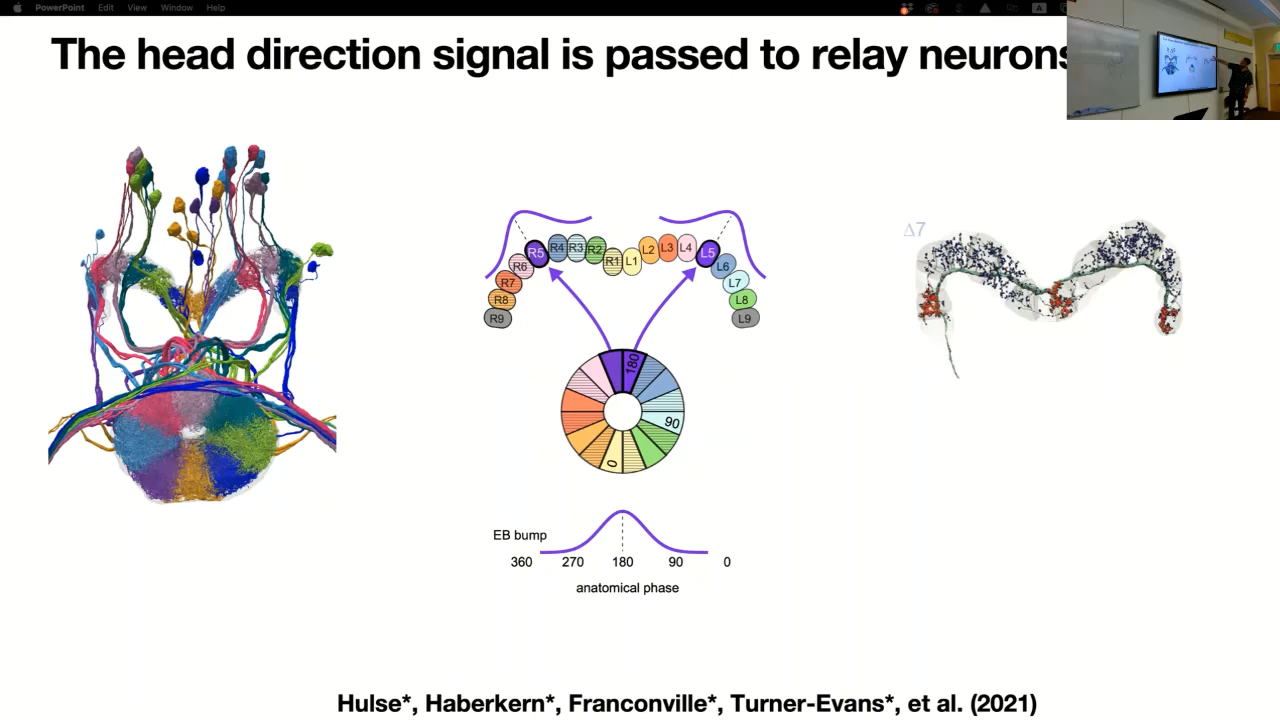 PowerPoint Edit View Window Help
The head direction signal is passed to relay neurons
Δ7
R9 R8 R7 R6 R5 R4 R3 R2 R1 L1 L2 L3 L4 L5 L6 L7 L8 L9
180
90
0
EB bump
360 270 180 90 0
anatomical phase
Hulse*, Haberkern*, Franconville*, Turner-Evans*, et al. (2021)